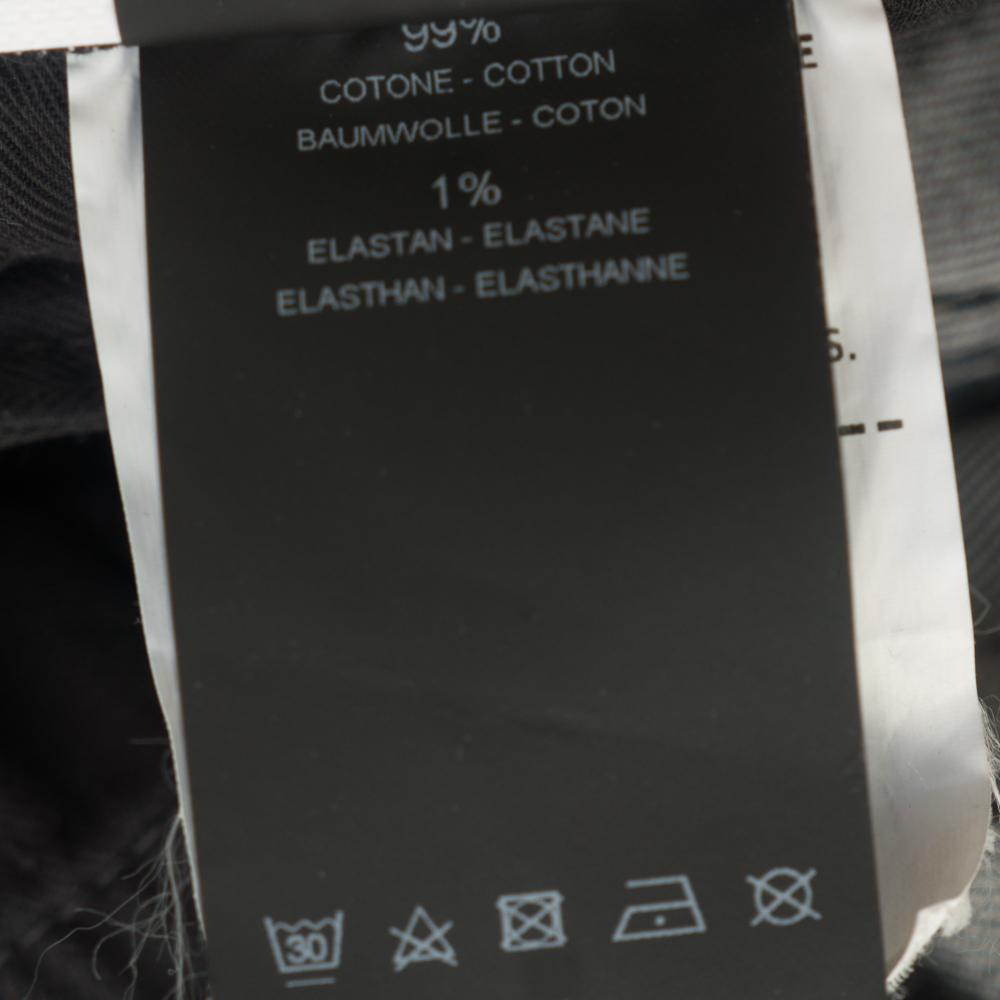 99%
COTONE - COTTON
BAUMWOLLE - COTON
1%
ELASTAN - ELASTANE
ELASTHAN - ELASTHANNE
E
S.
--
30